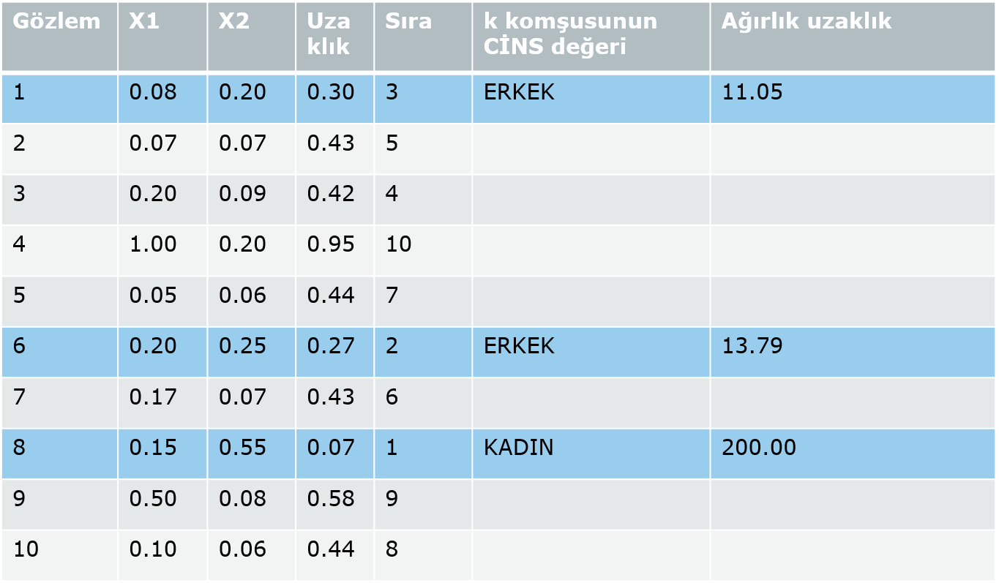 Gözlem X1 X2 Uza klık Sıra k komşusunun CİNS değeri Ağırlık uzaklık
1 0.08 0.20 0.30 3 ERKEK 11.05
2 0.07 0.07 0.43 5
3 0.20 0.09 0.42 4
4 1.00 0.20 0.95 10
5 0.05 0.06 0.44 7
6 0.20 0.25 0.27 2 ERKEK 13.79
7 0.17 0.07 0.43 6
8 0.15 0.55 0.07 1 KADIN 200.00
9 0.50 0.08 0.58 9
10 0.10 0.06 0.44 8